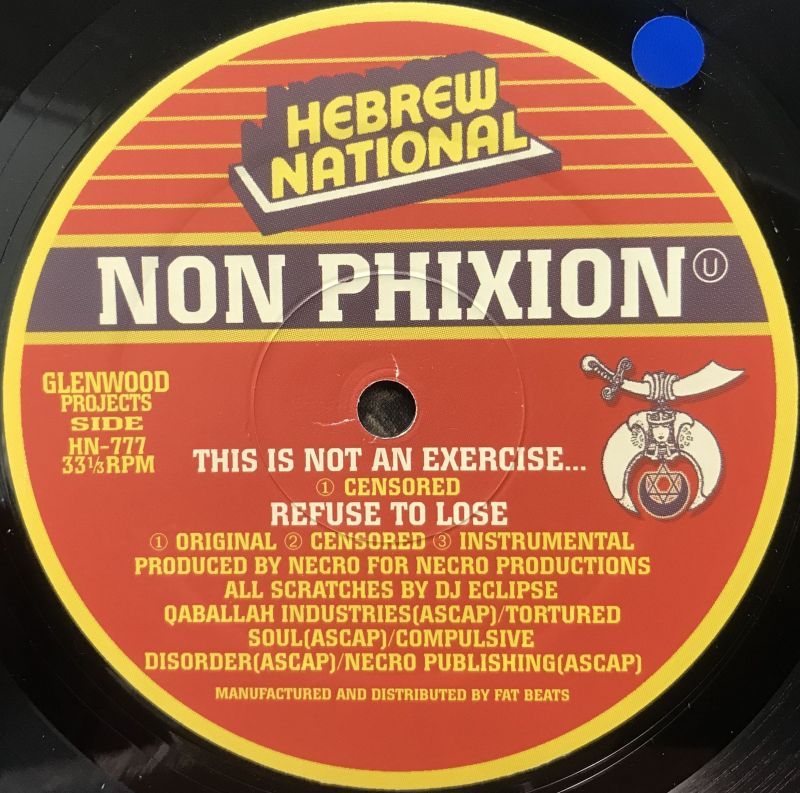 HEBREW
NATIONAL
NON PHIXION Ⓤ
GLENWOOD
PROJECTS
SIDE
HN-777
33⅓RPM
THIS IS NOT AN EXERCISE...
① CENSORED
REFUSE TO LOSE
① ORIGINAL ② CENSORED ③ INSTRUMENTAL
PRODUCED BY NECRO FOR NECRO PRODUCTIONS
ALL SCRATCHES BY DJ ECLIPSE
QABALLAH INDUSTRIES(ASCAP)/TORTURED
SOUL(ASCAP)/COMPULSIVE
DISORDER(ASCAP)/NECRO PUBLISHING(ASCAP)
MANUFACTURED AND DISTRIBUTED BY FAT BEATS